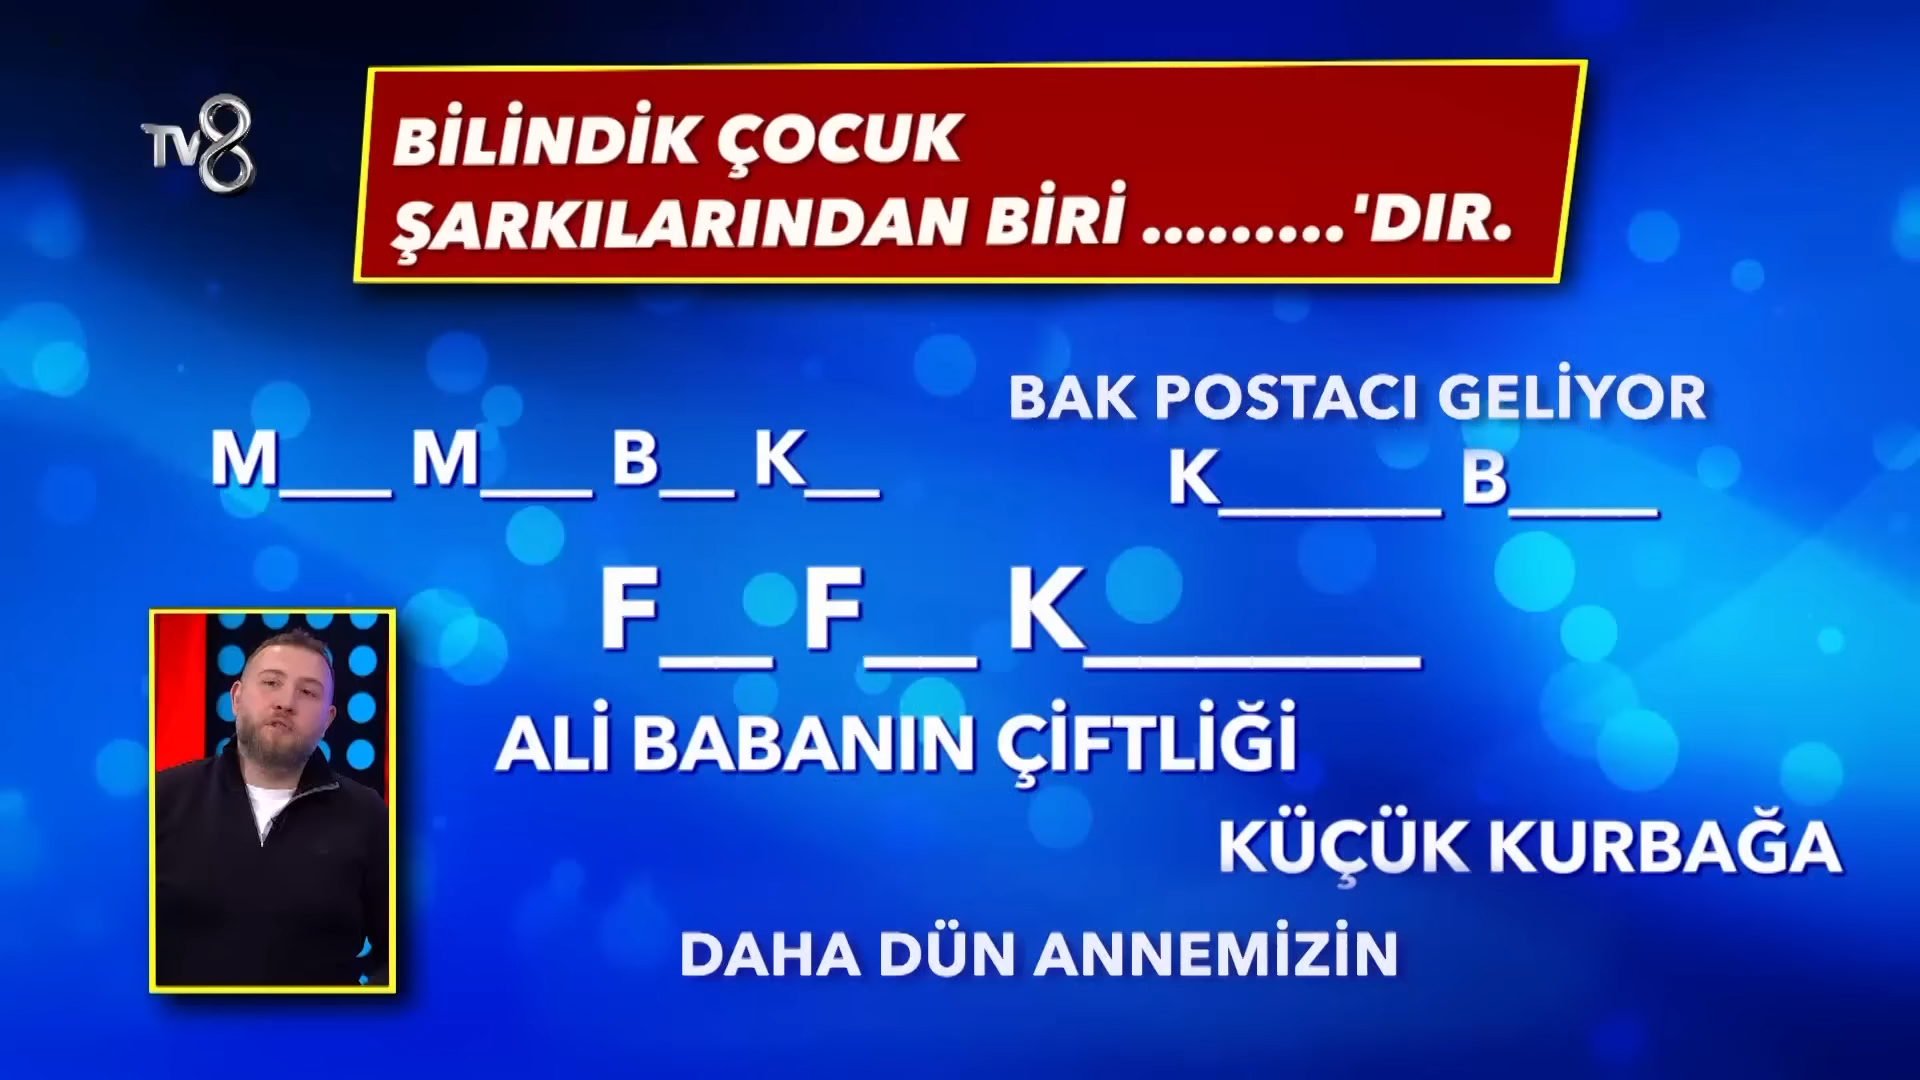 TV8
BİLİNDİK ÇOCUK
ŞARKILARINDAN BİRİ .........'DIR.
BAK POSTACI GELİYOR
M___ M___ B__ K__
K______ B____
F__ F__ K______
ALİ BABANIN ÇİFTLİĞİ
KÜÇÜK KURBAĞA
DAHA DÜN ANNEMİZİN